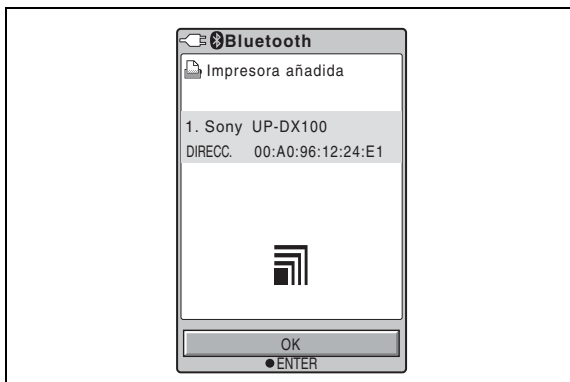 Bluetooth
Impresora añadida
1. Sony UP-DX100
DIRECC. 00:A0:96:12:24:E1
OK
●ENTER